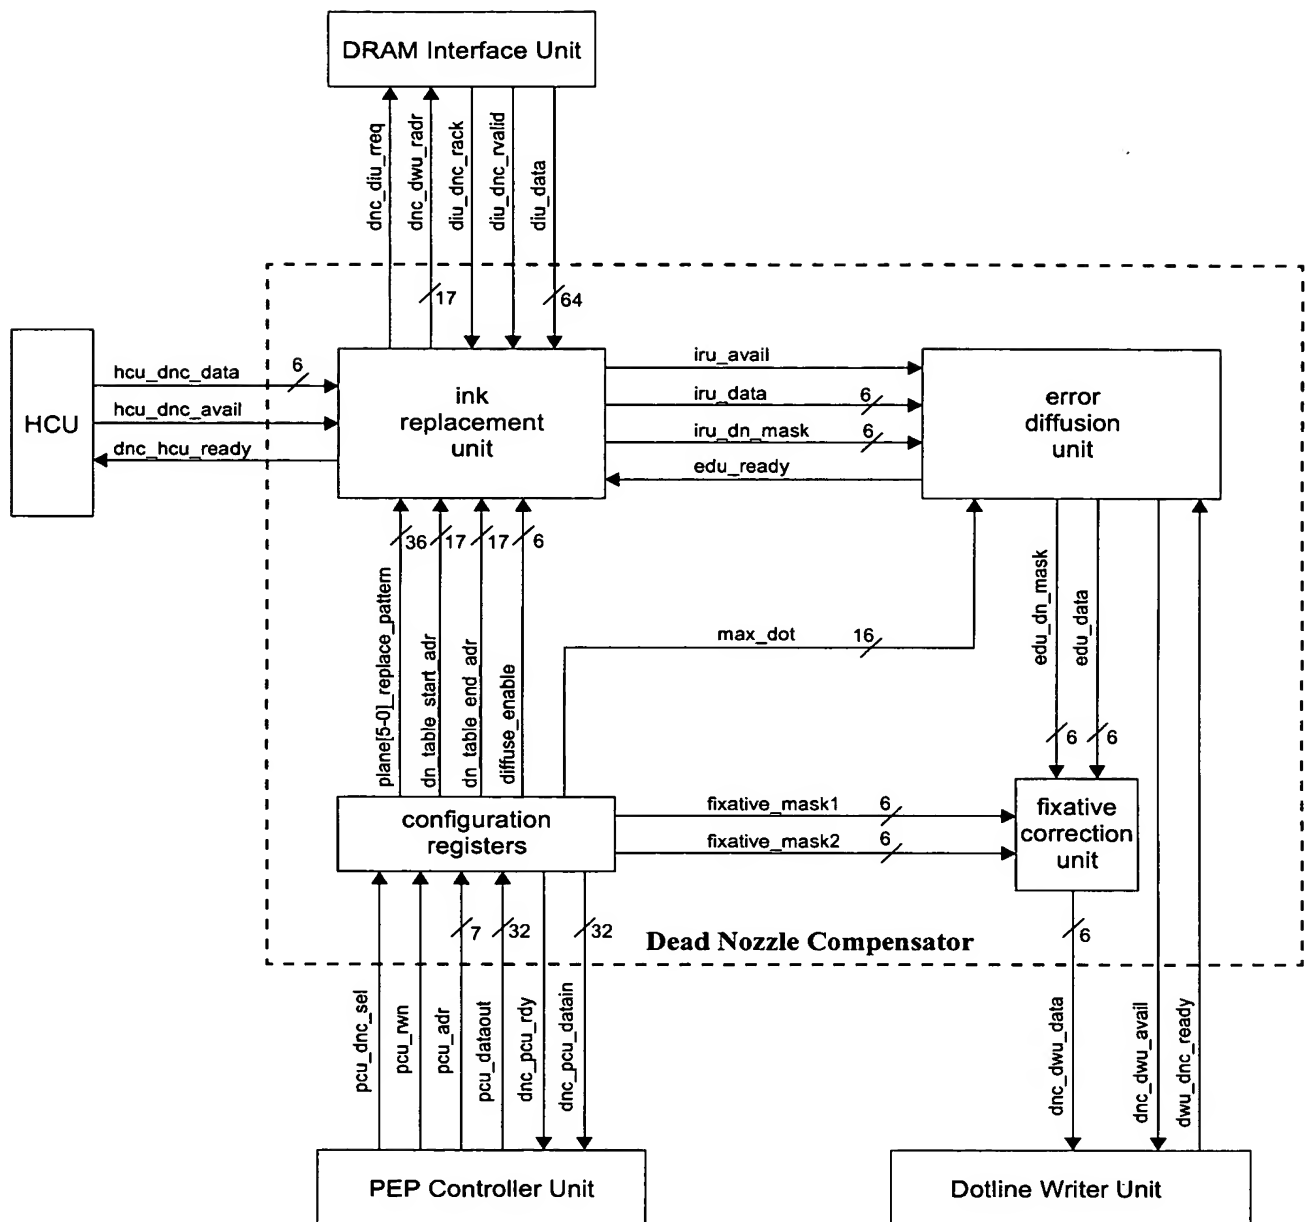 DRAM Interface Unit
dnc_diu_rreq
dnc_dwu_radr
diu_dnc_rack
diu_dnc_rvalid
diu_data
17
64
HCU
hcu_dnc_data
6
hcu_dnc_avail
dnc_hcu_ready
ink
replacement
unit
iru_avail
iru_data
6
iru_dn_mask
6
edu_ready
error
diffusion
unit
36
17
17
6
plane[5-0]_replace_pattern
dn_table_start_adr
dn_table_end_adr
diffuse_enable
max_dot
16
edu_dn_mask
edu_data
6
6
configuration
registers
fixative_mask1
6
fixative_mask2
6
fixative
correction
unit
7
32
32
Dead Nozzle Compensator
6
pcu_dnc_sel
pcu_rwn
pcu_adr
pcu_dataout
dnc_pcu_rdy
dnc_pcu_datain
dnc_dwu_data
dnc_dwu_avail
dwu_dnc_ready
PEP Controller Unit
Dotline Writer Unit